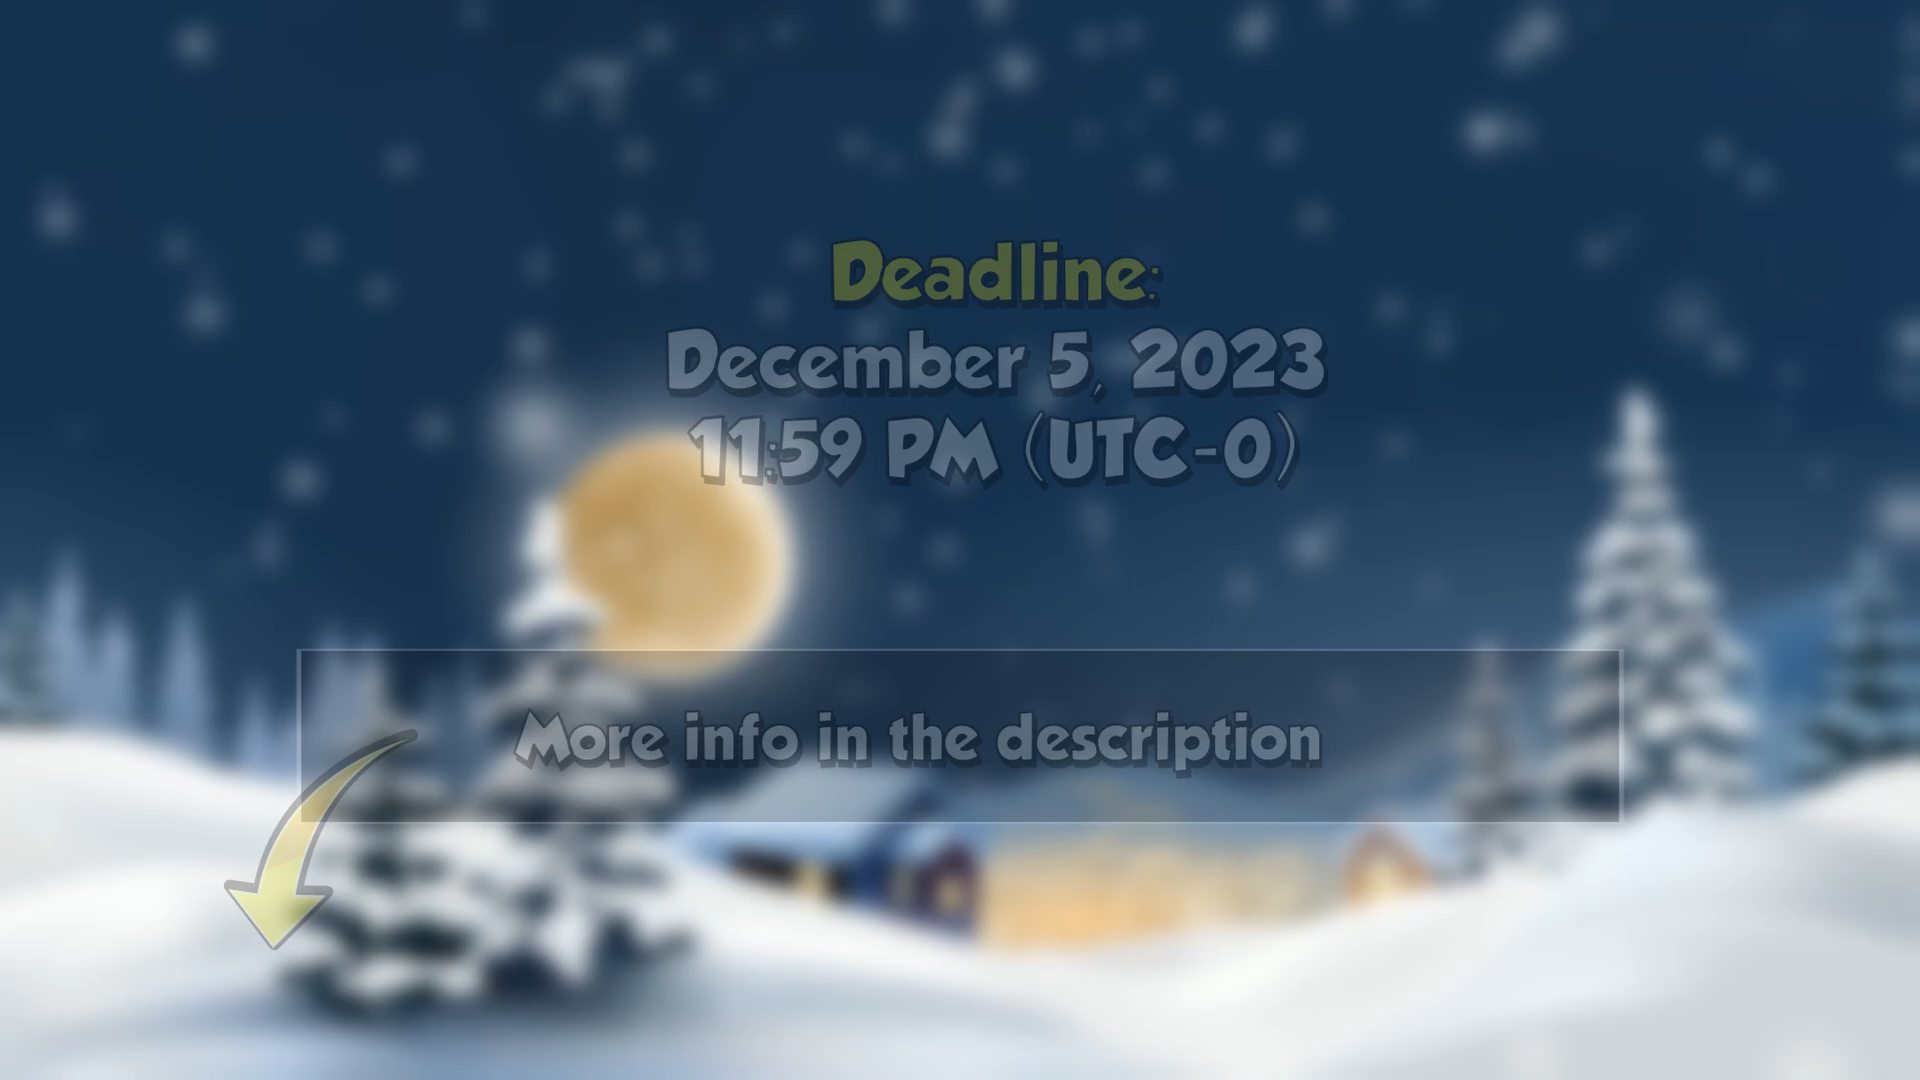 Deadline:
December 5, 2023
11:59 PM (UTC-0)
More info in the description